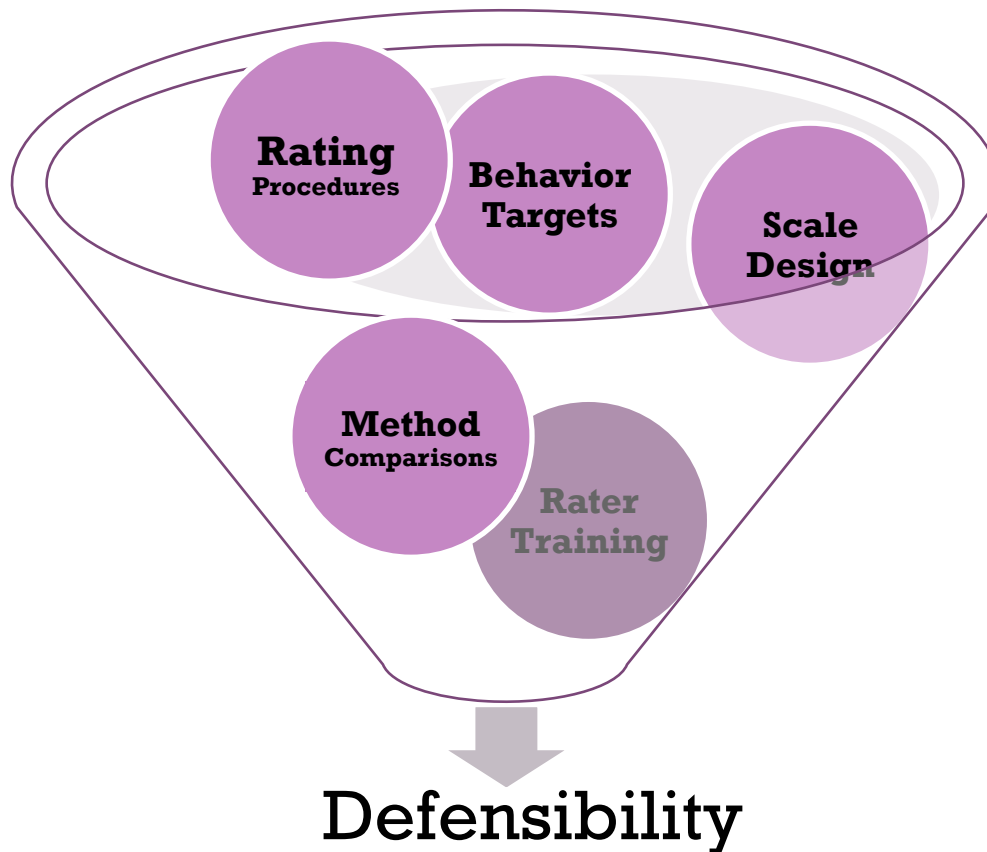 Rating
Procedures
Behavior
Targets
Scale
Design
Method
Comparisons
Rater
Training
Defensibility